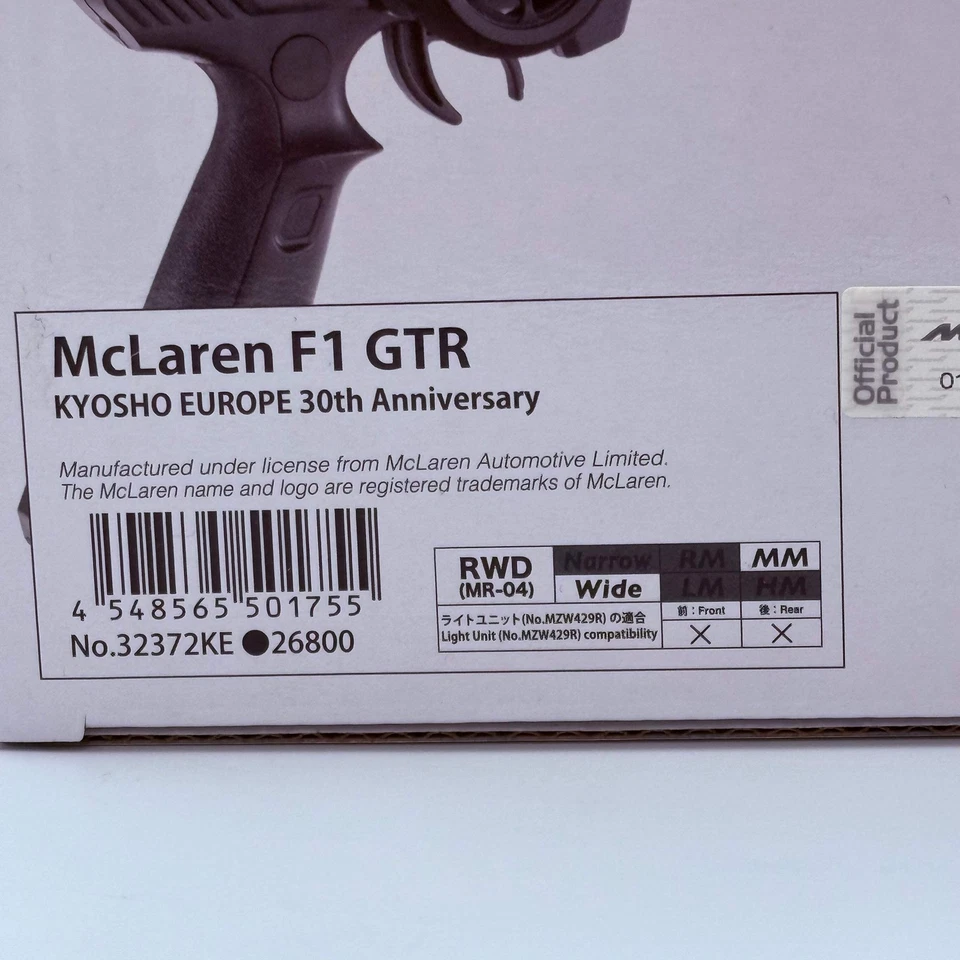 McLaren F1 GTR
KYOSHO EUROPE 30th Anniversary
Manufactured under license from McLaren Automotive Limited.
The McLaren name and logo are registered trademarks of McLaren.
4 548565 501755
No.32372KE ●26800
RWD
(MR-04)
Narrow RM MM
Wide LM HM
ライトユニット(No.MZW429R) の適合
Light Unit (No.MZW429R) compatibility
前：Front
後：Rear
× ×
Official
Product